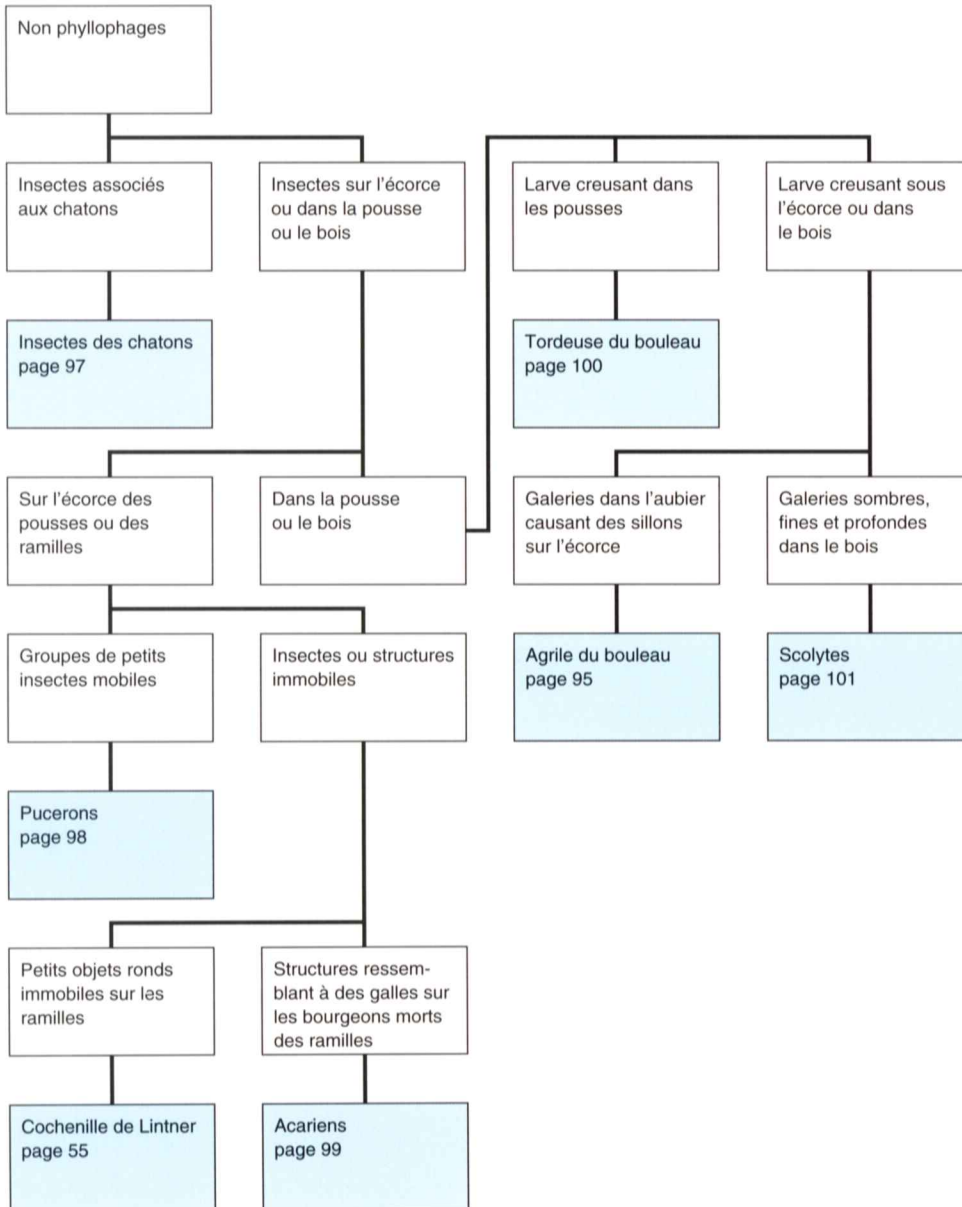 Non phyllophages
Insectes associés
aux chatons
Insectes sur l'écorce
ou dans la pousse
ou le bois
Larve creusant dans
les pousses
Larve creusant sous
l'écorce ou dans
le bois
Insectes des chatons
page 97
Tordeuse du bouleau
page 100
Sur l'écorce des
pousses ou des
ramilles
Dans la pousse
ou le bois
Galeries dans l'aubier
causant des sillons
sur l'écorce
Galeries sombres,
fines et profondes
dans le bois
Groupes de petits
insectes mobiles
Insectes ou structures
immobiles
Agrile du bouleau
page 95
Scolytes
page 101
Pucerons
page 98
Petits objets ronds
immobiles sur les
ramilles
Structures ressem-
blant à des galles sur
les bourgeons morts
des ramilles
Cochenille de Lintner
page 55
Acariens
page 99